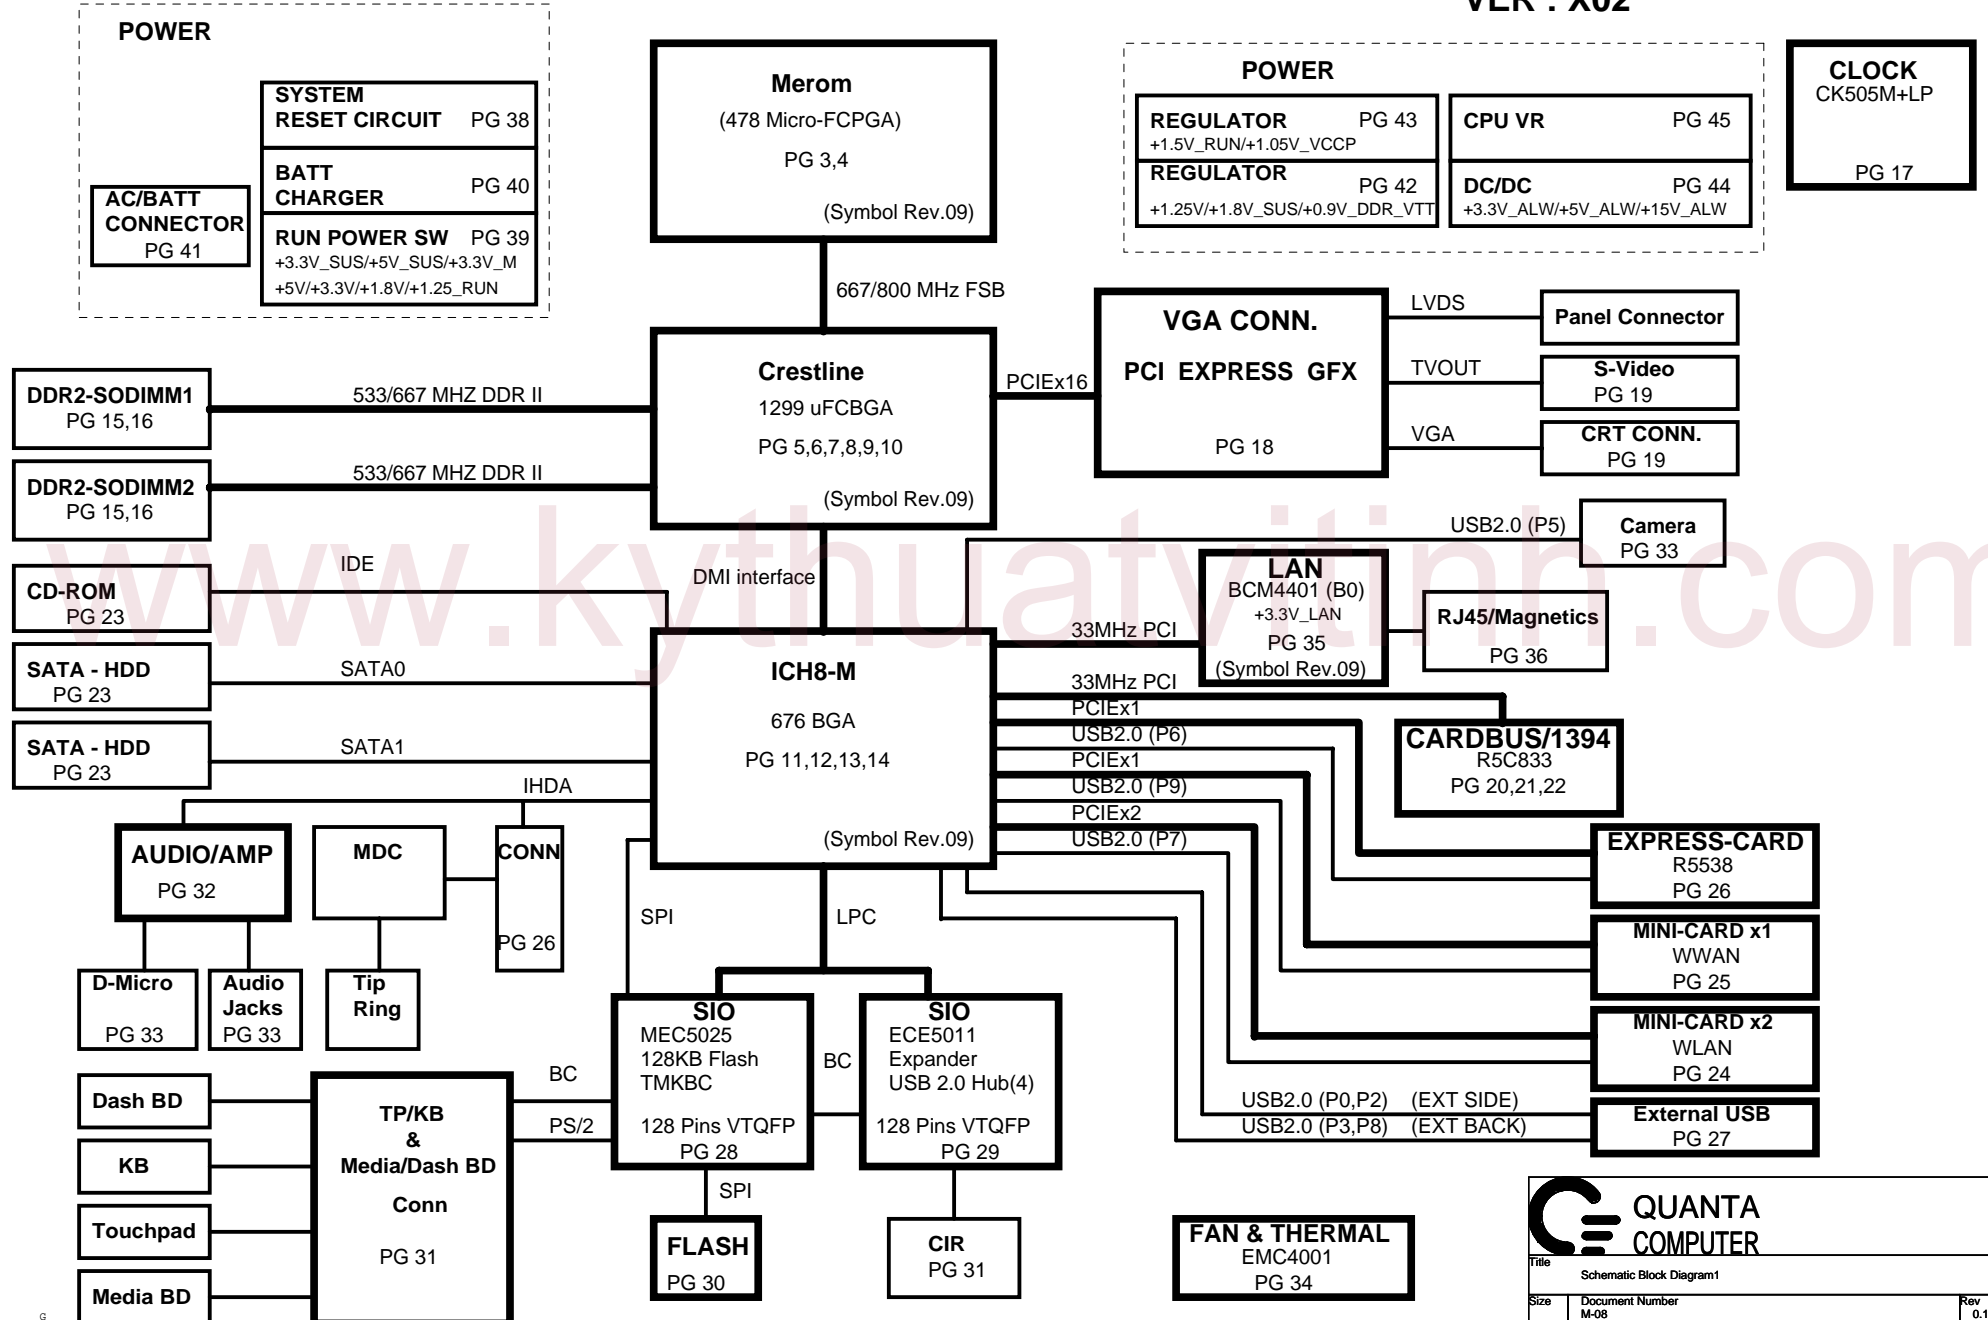 VER : X02
POWER
SYSTEM
RESET CIRCUIT PG 38
BATT
CHARGER PG 40
RUN POWER SW PG 39
+3.3V_SUS/+5V_SUS/+3.3V_M
+5V/+3.3V/+1.8V/+1.25_RUN
AC/BATT
CONNECTOR
PG 41
Merom
(478 Micro-FCPGA)
PG 3,4
(Symbol Rev.09)
POWER
REGULATOR PG 43
+1.5V_RUN/+1.05V_VCCP
REGULATOR
PG 42
+1.25V/+1.8V_SUS/+0.9V_DDR_VTT
CPU VR PG 45
DC/DC PG 44
+3.3V_ALW/+5V_ALW/+15V_ALW
CLOCK
CK505M+LP
PG 17
667/800 MHz FSB
Crestline
1299 uFCBGA
PG 5,6,7,8,9,10
(Symbol Rev.09)
DDR2-SODIMM1
PG 15,16
533/667 MHZ DDR II
DDR2-SODIMM2
PG 15,16
533/667 MHZ DDR II
PCIEx16
VGA CONN.
PCI EXPRESS GFX
PG 18
LVDS
Panel Connector
TVOUT
S-Video
PG 19
VGA
CRT CONN.
PG 19
USB2.0 (P5)
Camera
PG 33
www.kythuatvitinh.com
DMI interface
CD-ROM
PG 23
IDE
SATA - HDD
PG 23
SATA0
SATA - HDD
PG 23
SATA1
IHDA
ICH8-M
676 BGA
PG 11,12,13,14
(Symbol Rev.09)
33MHz PCI
LAN
BCM4401 (B0)
+3.3V_LAN
PG 35
(Symbol Rev.09)
RJ45/Magnetics
PG 36
33MHz PCI
PCIEx1
USB2.0 (P6)
PCIEx1
USB2.0 (P9)
PCIEx2
USB2.0 (P7)
CARDBUS/1394
R5C833
PG 20,21,22
EXPRESS-CARD
R5538
PG 26
MINI-CARD x1
WWAN
PG 25
MINI-CARD x2
WLAN
PG 24
USB2.0 (P0,P2) (EXT SIDE)
USB2.0 (P3,P8) (EXT BACK)
External USB
PG 27
AUDIO/AMP
PG 32
MDC
CONN
PG 26
D-Micro
PG 33
Audio
Jacks
PG 33
Tip
Ring
SPI
LPC
SIO
MEC5025
128KB Flash
TMKBC
128 Pins VTQFP
PG 28
BC
SIO
ECE5011
Expander
USB 2.0 Hub(4)
128 Pins VTQFP
PG 29
BC
PS/2
Dash BD
KB
Touchpad
Media BD
TP/KB
&
Media/Dash BD
Conn
PG 31
SPI
FLASH
PG 30
CIR
PG 31
FAN & THERMAL
EMC4001
PG 34
QUANTA
COMPUTER
Title
Schematic Block Diagram1
Size Document Number Rev
M-08 0.1
G